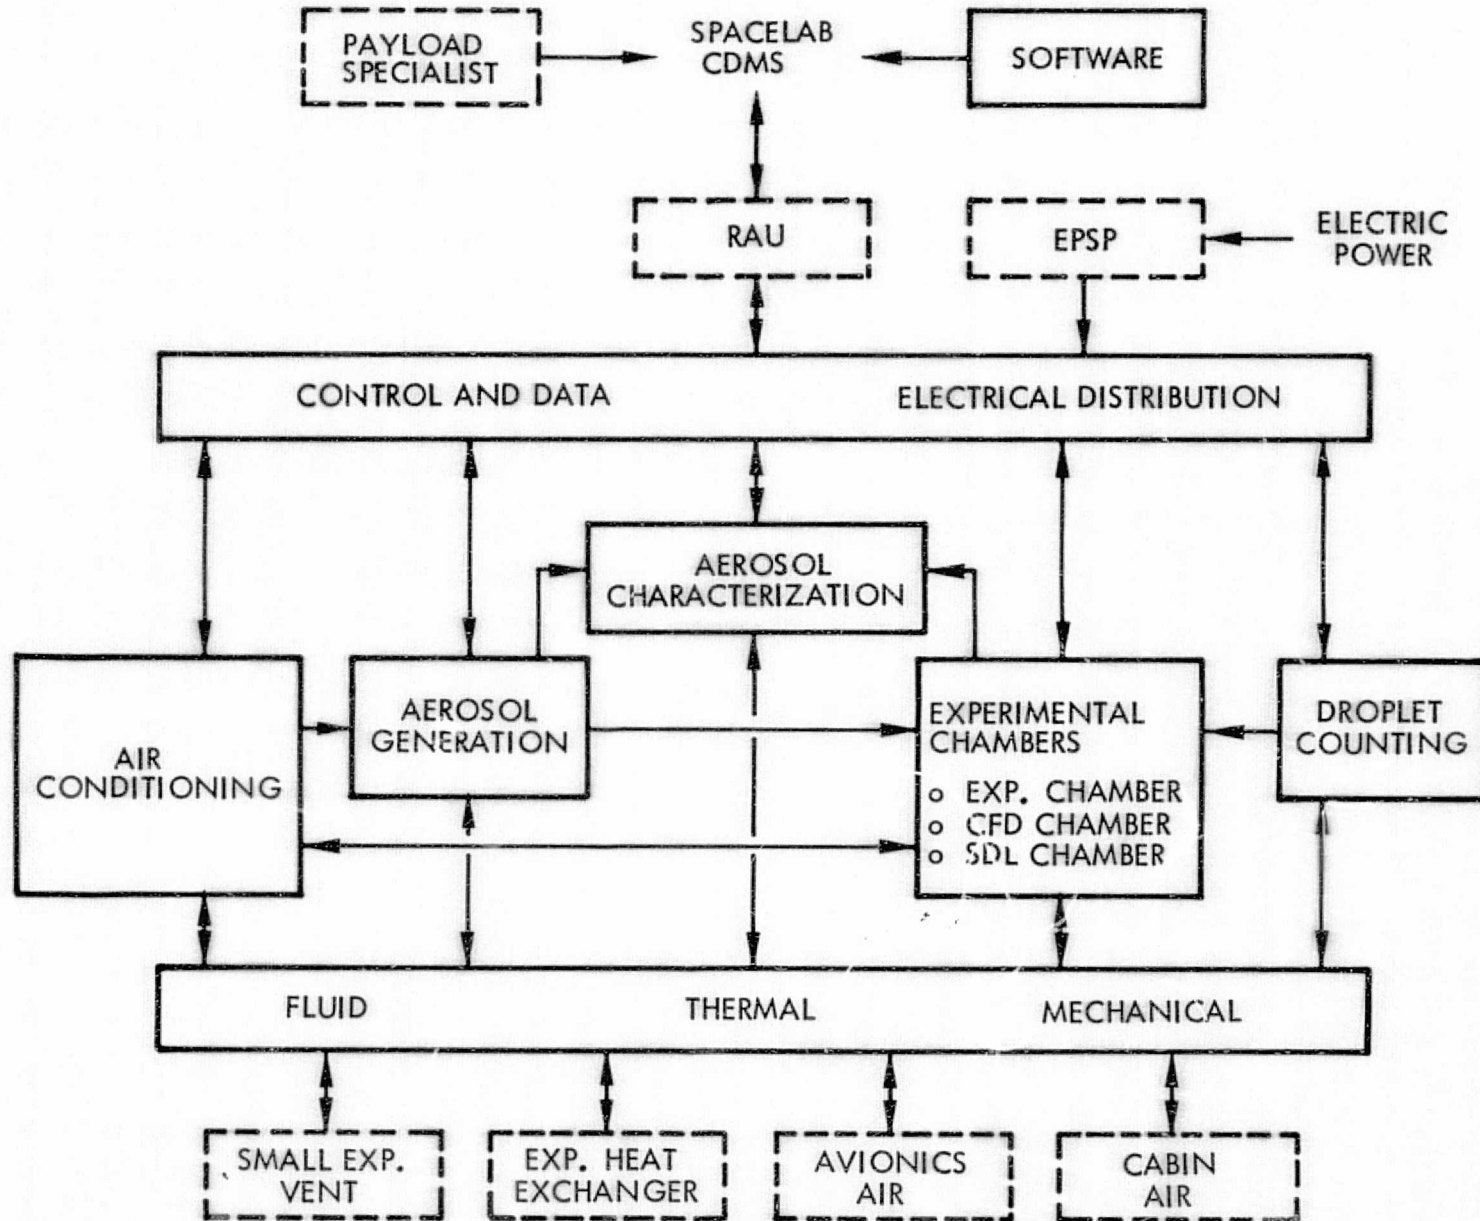 PAYLOAD
SPECIALIST
SPACELAB
CDMS
SOFTWARE
RAU
EPSP
ELECTRIC
POWER
CONTROL AND DATA
ELECTRICAL DISTRIBUTION
AEROSOL
CHARACTERIZATION
AIR
CONDITIONING
AEROSOL
GENERATION
EXPERIMENTAL
CHAMBERS
o EXP. CHAMBER
o CFD CHAMBER
o SDL CHAMBER
DROPLET
COUNTING
FLUID
THERMAL
MECHANICAL
SMALL EXP.
VENT
EXP. HEAT
EXCHANGER
AVIONICS
AIR
CABIN
AIR